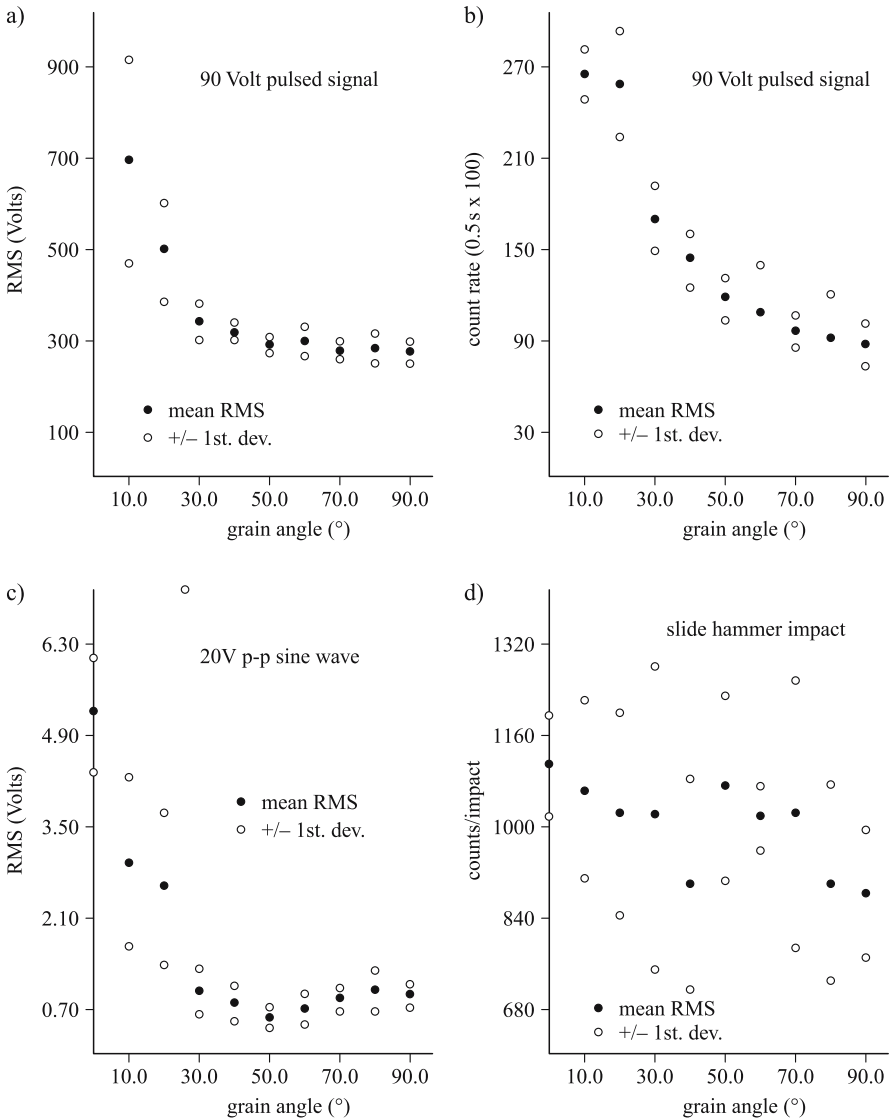 a)
90 Volt pulsed signal
RMS (Volts)
900
700
500
300
100
mean RMS
+/– 1st. dev.
10.0 30.0 50.0 70.0 90.0
grain angle (°)
b)
90 Volt pulsed signal
count rate (0.5 s x 100)
270
210
150
90
30
mean RMS
+/– 1st. dev.
10.0 30.0 50.0 70.0 90.0
grain angle (°)
c)
20V p-p sine wave
RMS (Volts)
6.30
4.90
3.50
2.10
0.70
mean RMS
+/– 1st. dev.
10.0 30.0 50.0 70.0 90.0
grain angle (°)
d)
slide hammer impact
counts/impact
1320
1160
1000
840
680
mean RMS
+/– 1st. dev.
10.0 30.0 50.0 70.0 90.0
grain angle (°)